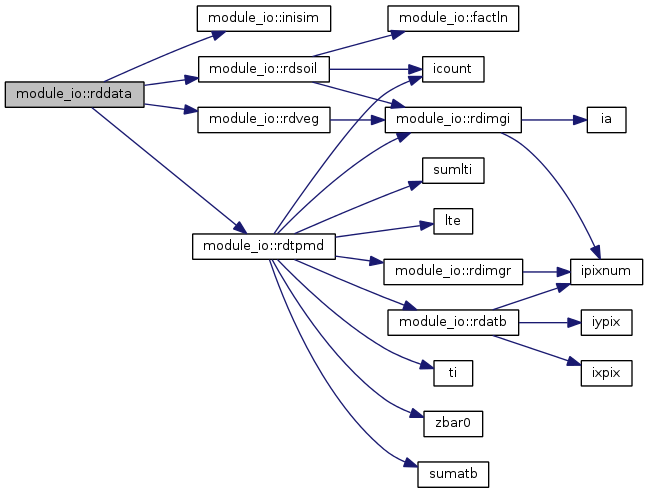 module_io::inisim
module_io::factln
module_io::rdsoil
icount
module_io::rddata
module_io::rdveg
module_io::rdimgi
ia
sumlti
lte
module_io::rdtpmd
module_io::rdimgr
ipixnum
module_io::rdatb
iypix
ti
ixpix
zbar0
sumatb